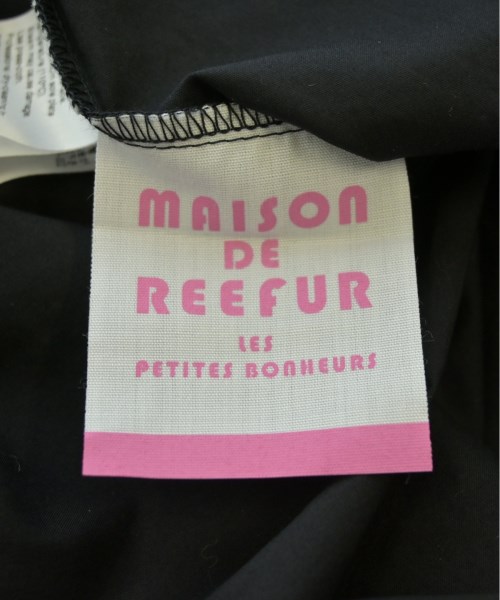 MAISON
DE
REEFUR
LES
PETITES BONHEURS